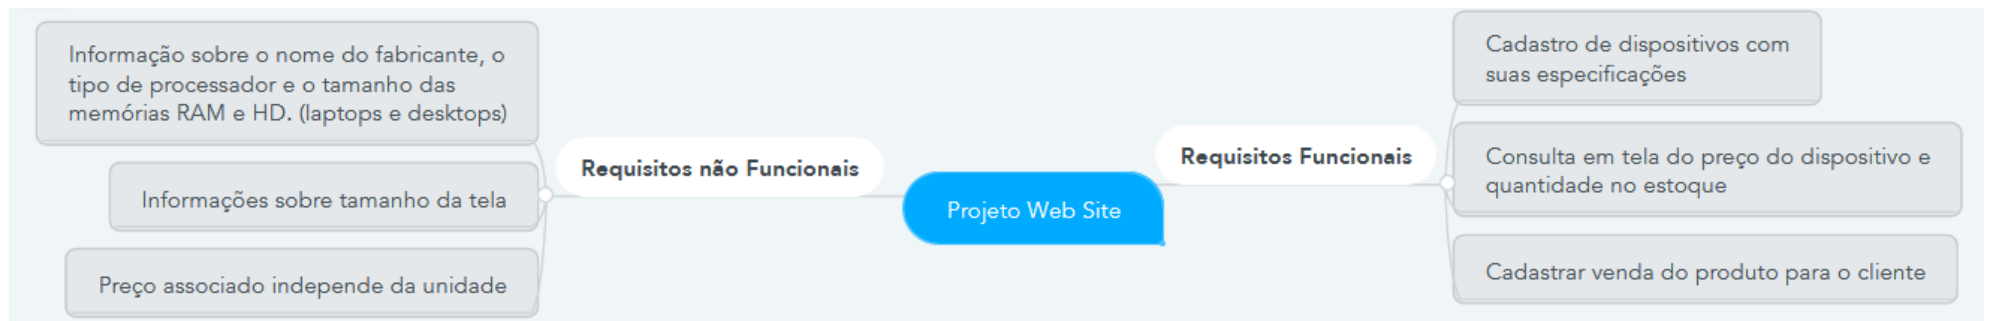 Informação sobre o nome do fabricante, o
tipo de processador e o tamanho das
memórias RAM e HD. (laptops e desktops)
Informações sobre tamanho da tela
Preço associado independe da unidade
Requisitos não Funcionais
Projeto Web Site
Requisitos Funcionais
Cadastro de dispositivos com
suas especificações
Consulta em tela do preço do dispositivo e
quantidade no estoque
Cadastrar venda do produto para o cliente